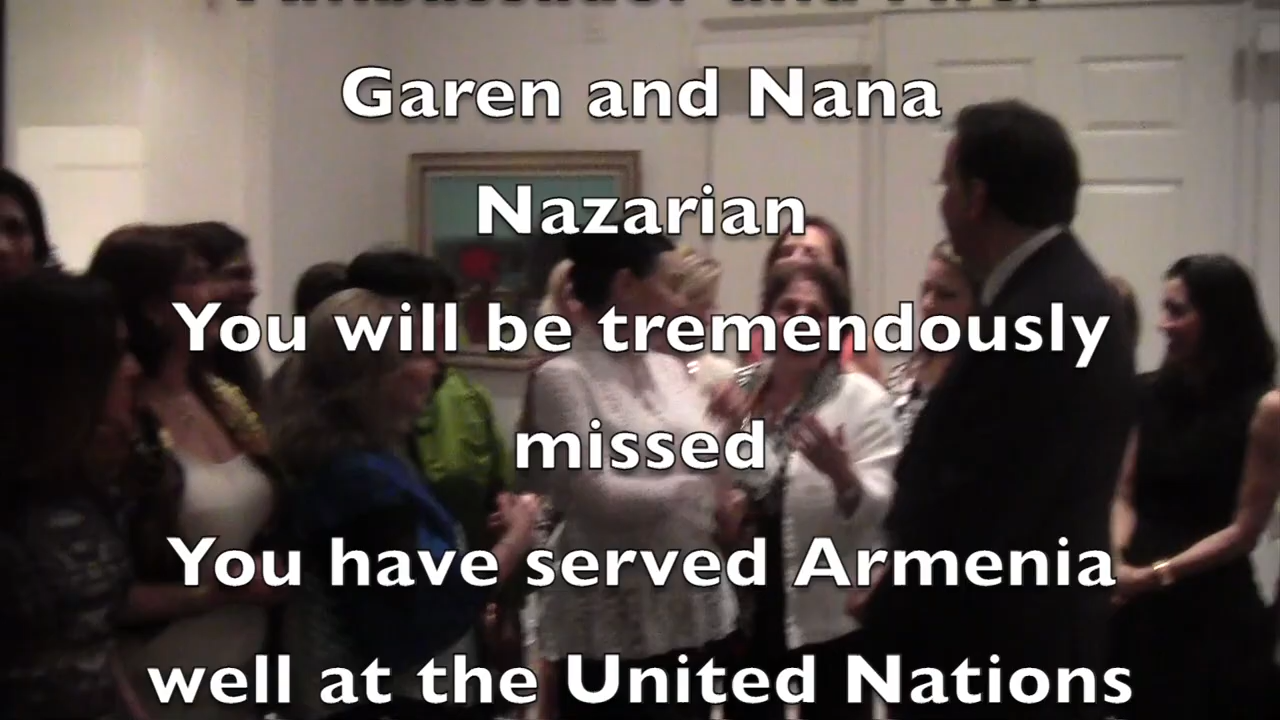 Garen and Nana
Nazarian
You will be tremendously
missed
You have served Armenia
well at the United Nations